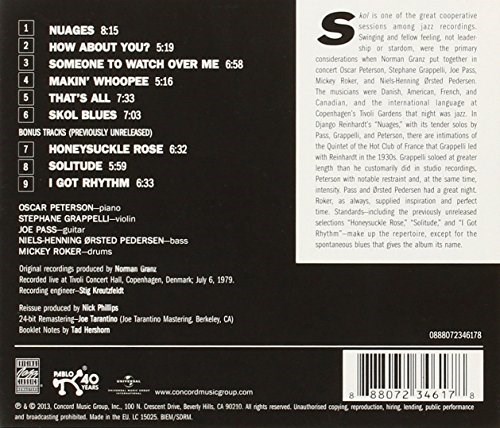 1 NUAGES 8:15
2 HOW ABOUT YOU? 5:19
3 SOMEONE TO WATCH OVER ME 6:58
4 MAKIN' WHOOPEE 5:16
5 THAT'S ALL 7:33
6 SKOL BLUES 7:03
BONUS TRACKS (PREVIOUSLY UNRELEASED)
7 HONEYSUCKLE ROSE 6:32
8 SOLITUDE 5:59
9 I GOT RHYTHM 6:33
OSCAR PETERSON—piano
STEPHANE GRAPPELLI—violin
JOE PASS—guitar
NIELS-HENNING ØRSTED PEDERSEN—bass
MICKEY ROKER—drums
Original recordings produced by Norman Granz
Recorded live at Tivoli Concert Hall, Copenhagen, Denmark; July 6, 1979.
Recording engineer—Stig Kreutzfeldt
Reissue produced by Nick Phillips
24-bit Remastering—Joe Tarantino (Joe Tarantino Mastering, Berkeley, CA)
Booklet Notes by Tad Hershorn
Skol is one of the great cooperative
sessions among jazz recordings.
Swinging and fellow feeling, not leadership
or stardom, were the primary
considerations when Norman Granz put together in
concert Oscar Peterson, Stephane Grappelli, Joe Pass,
Mickey Roker, and Niels-Henning Ørsted Pedersen.
The musicians were Danish, American, French, and
Canadian, and the international language at
Copenhagen's Tivoli Gardens that night was jazz. In
Django Reinhardt's "Nuages," with its tender solos by
Pass, Grappelli, and Peterson, there are intimations
of the Quintet of the Hot Club of France that Grappelli
led with Reinhardt in the 1930s. Grappelli soloed at greater
length than he customarily did in studio recordings,
Peterson with notable restraint and, at the same time,
intensity. Pass and Ørsted Pedersen had a great night.
Roker, as always, supplied inspiration and perfect
time. Standards—including the previously unreleased
selections "Honeysuckle Rose," "Solitude," and "I Got
Rhythm"—make up the repertoire, except for the
spontaneous blues that gives the album its name.
0888072346178
Original Jazz Classics
PABLO 40 YEARS
UNIVERSAL
UNIVERSAL MUSIC GROUP
www.concordmusicgroup.com
8 88072 34617 8
℗ & © 2013, Concord Music Group, Inc., 100 N. Crescent Drive, Beverly Hills, CA 90210. All rights reserved. Unauthorised copying, reproduction, hiring, lending, public performance
and broadcasting prohibited. Made in the EU. LC 15025. BIEM/SDRM.